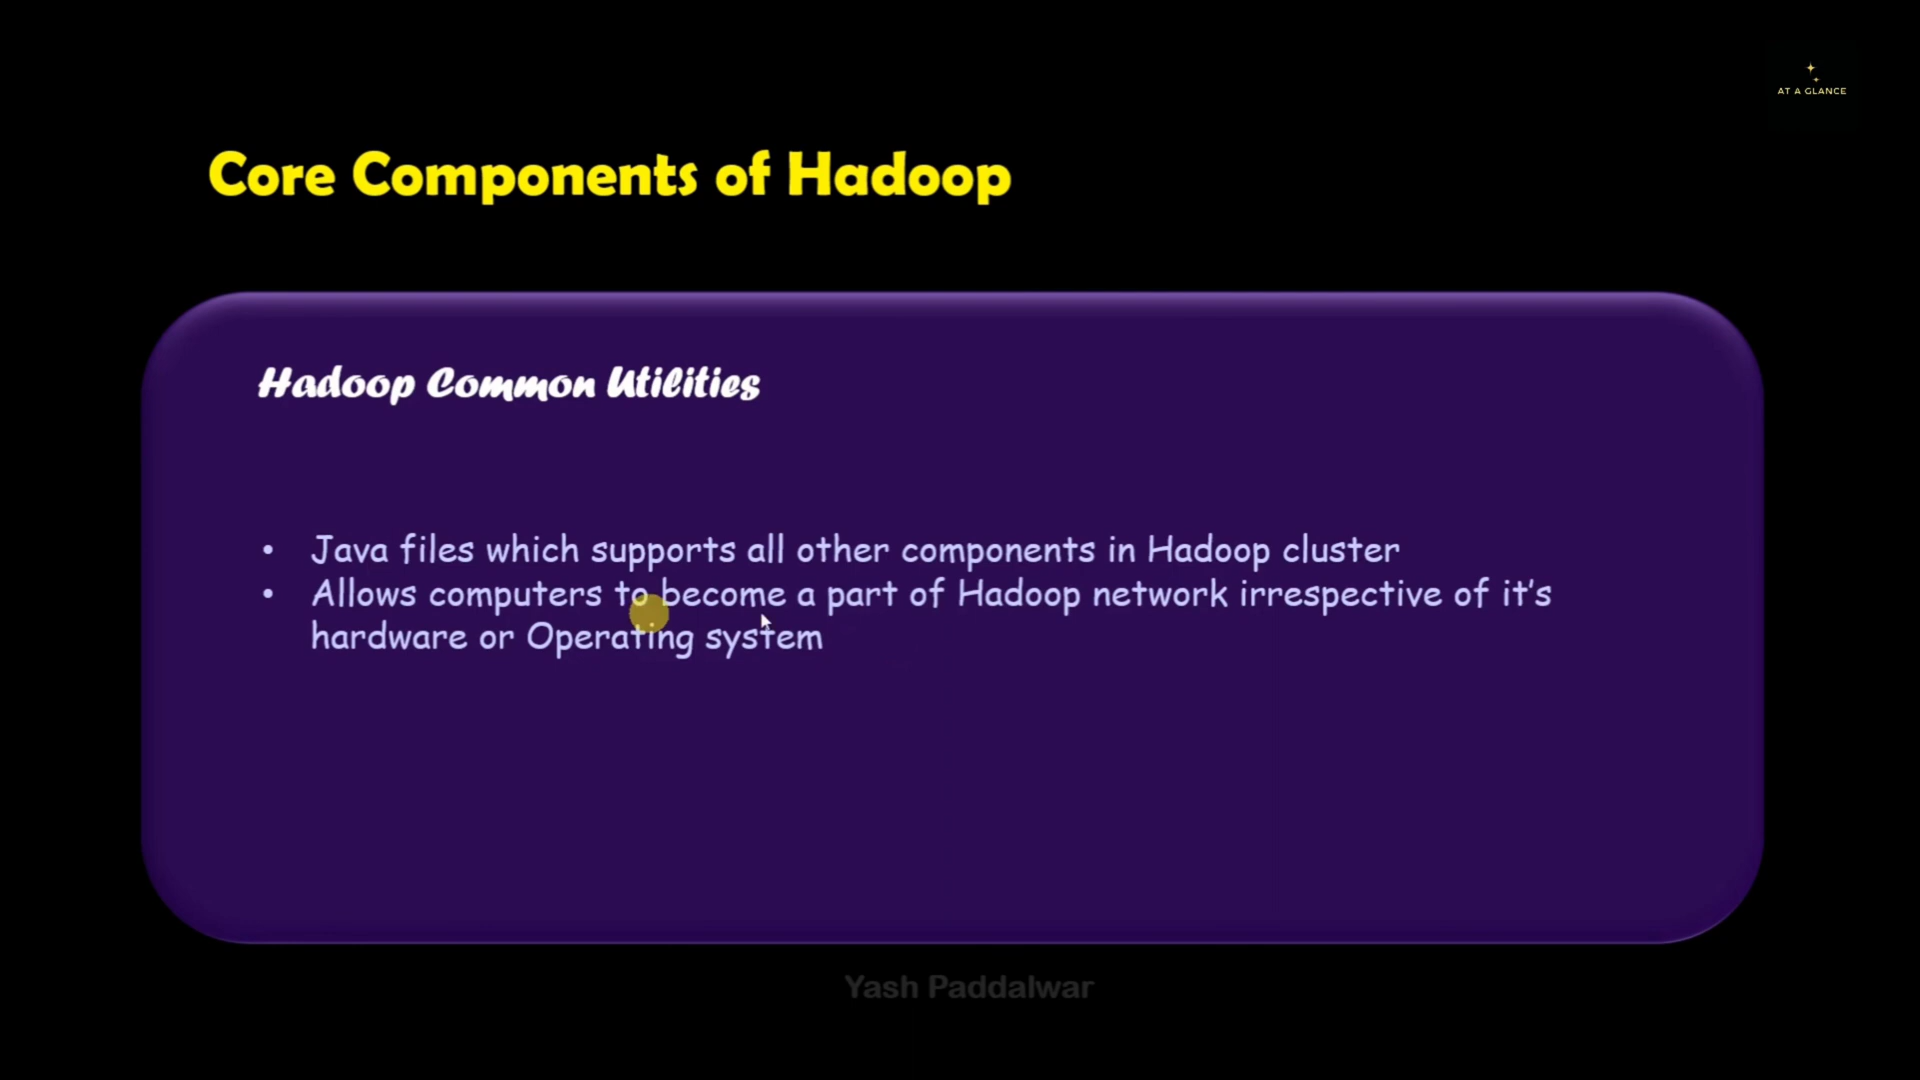 AT A GLANCE
Core Components of Hadoop
Hadoop Common Utilities
• Java files which supports all other components in Hadoop cluster
• Allows computers to become a part of Hadoop network irrespective of it's
hardware or Operating system
Yash Paddalwar